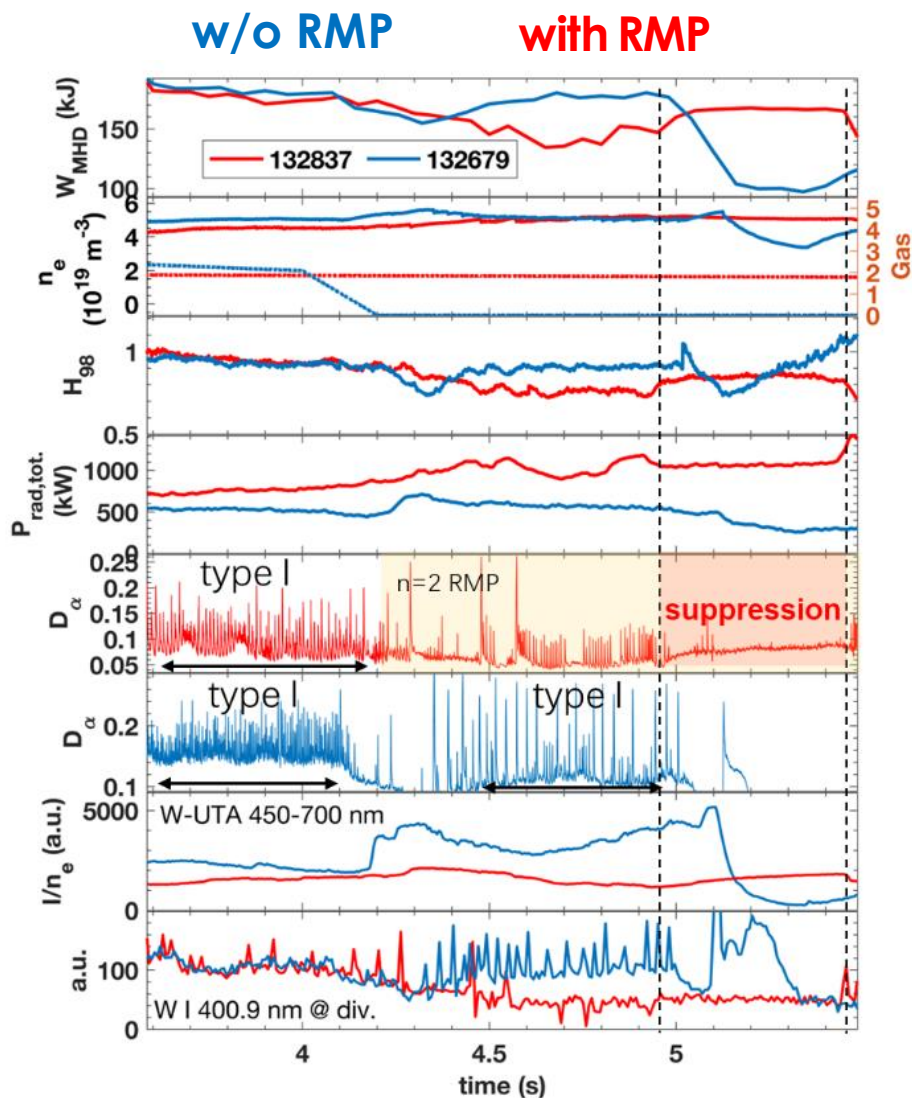 w/o RMP with RMP
W_MHD
(kJ)
150
100
132837 132679
n_e
(10^19 m^-3)
6
4
2
0
5
4
3
2
1
0
Gas
H_98
1
0.5
P_rad,tot.
(kW)
1000
500
0
D_α
0.25
0.2
0.15
0.1
0.05
type I
n=2 RMP
suppression
D_α
0.2
0.1
type I
type I
I/n_e (a.u.)
5000
0
W-UTA 450-700 nm
a.u.
100
0
W I 400.9 nm @ div.
4 4.5 5
time (s)